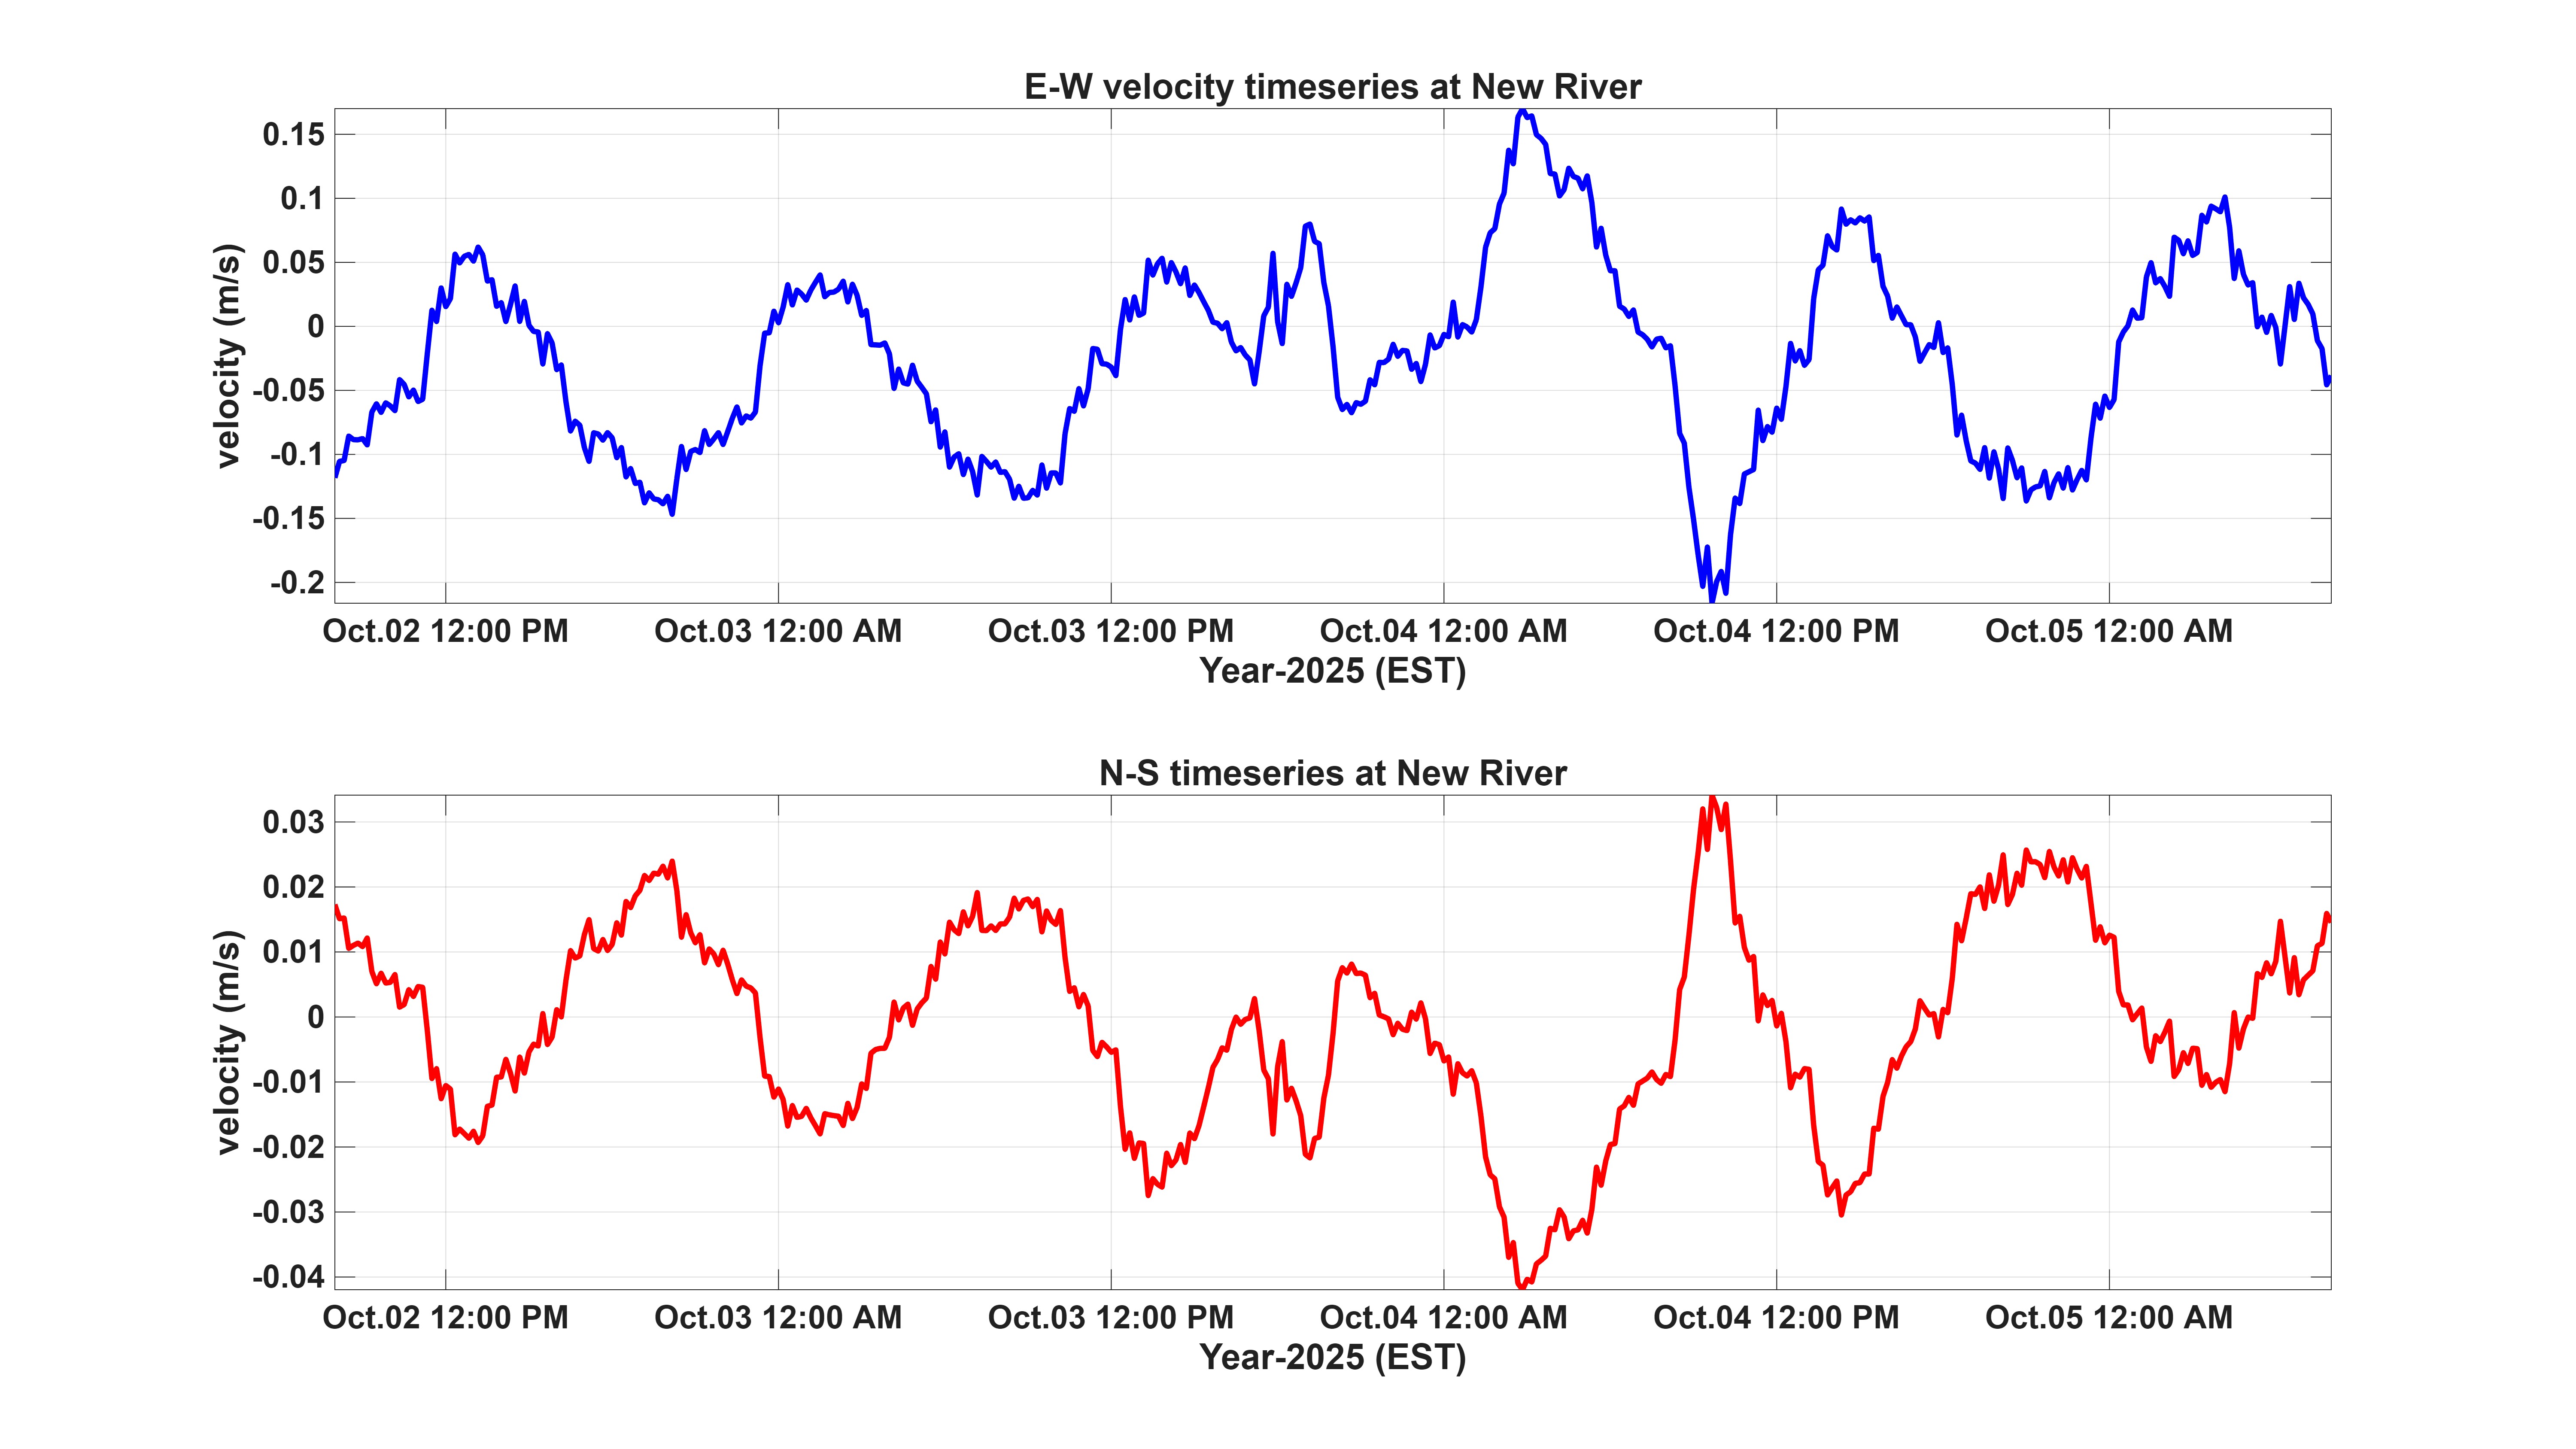 E-W velocity timeseries at New River
velocity (m/s)
0.15
0.1
0.05
0
-0.05
-0.1
-0.15
-0.2
Oct.02 12:00 PM Oct.03 12:00 AM Oct.03 12:00 PM Oct.04 12:00 AM Oct.04 12:00 PM Oct.05 12:00 AM
Year-2025 (EST)
N-S timeseries at New River
velocity (m/s)
0.03
0.02
0.01
0
-0.01
-0.02
-0.03
-0.04
Oct.02 12:00 PM Oct.03 12:00 AM Oct.03 12:00 PM Oct.04 12:00 AM Oct.04 12:00 PM Oct.05 12:00 AM
Year-2025 (EST)